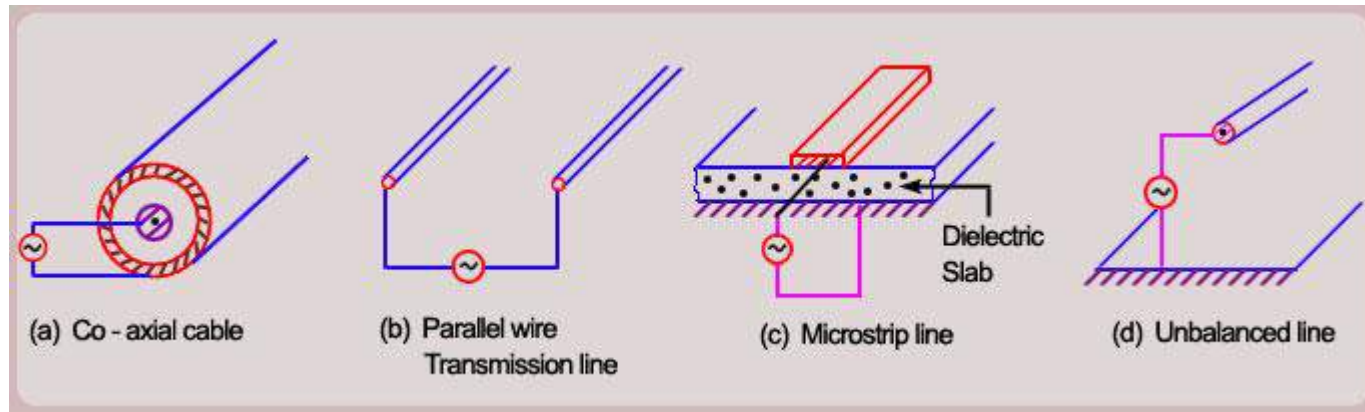 Dielectric
Slab
(a) Co - axial cable
(b) Parallel wire
Transmission line
(c) Microstrip line
(d) Unbalanced line